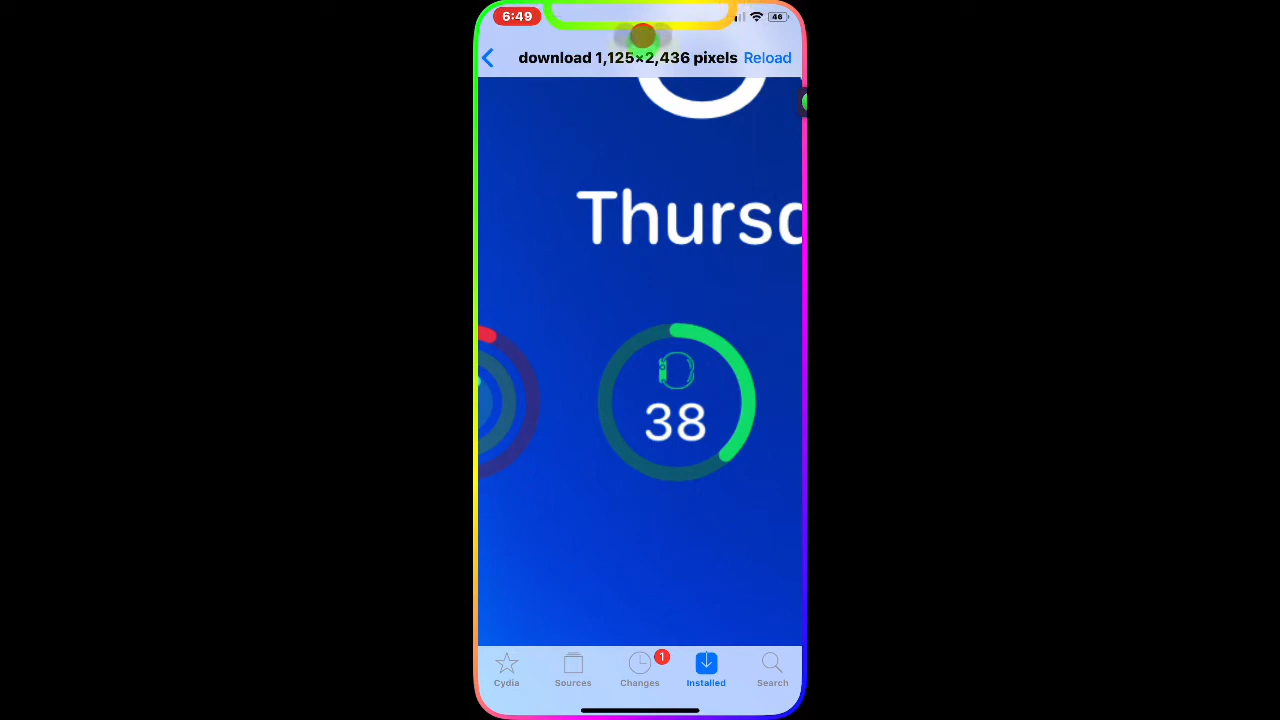 6:49
46
download 1,125×2,436 pixels
Reload
Thursd
38
1
Cydia
Sources
Changes
Installed
Search